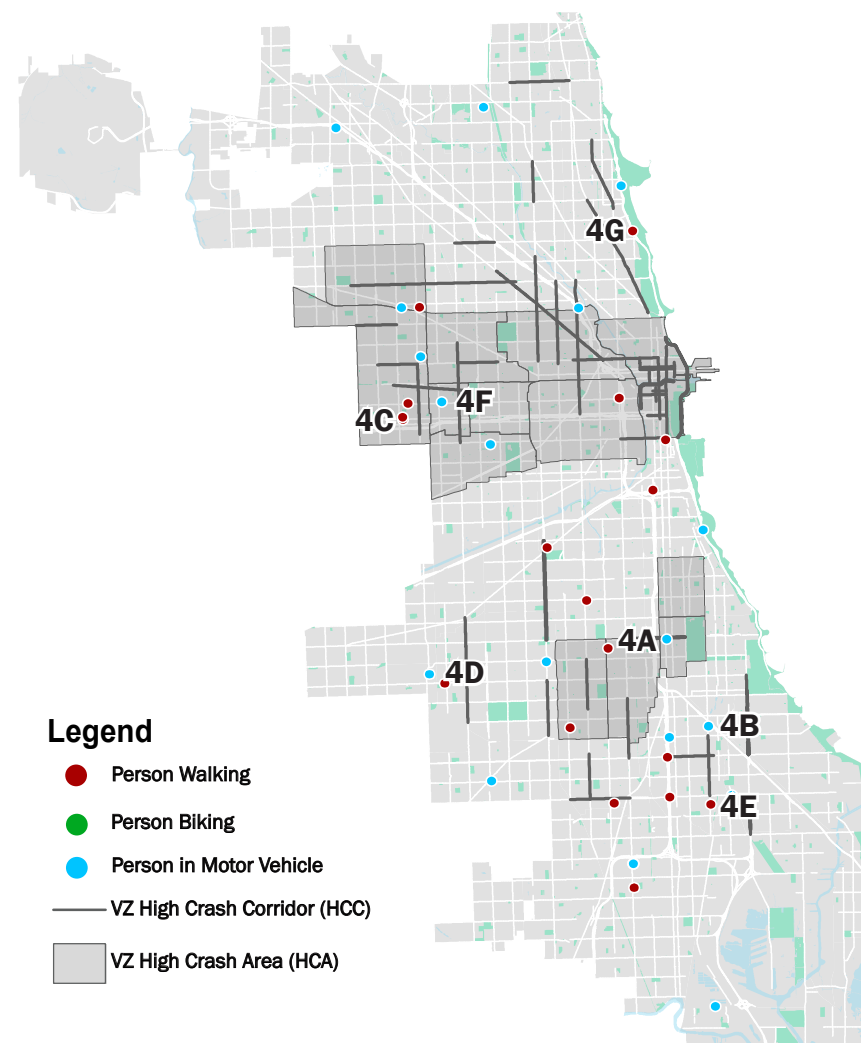 4G
4F
4C
4A
4D
4B
4E
Legend
Person Walking
Person Biking
Person in Motor Vehicle
VZ High Crash Corridor (HCC)
VZ High Crash Area (HCA)